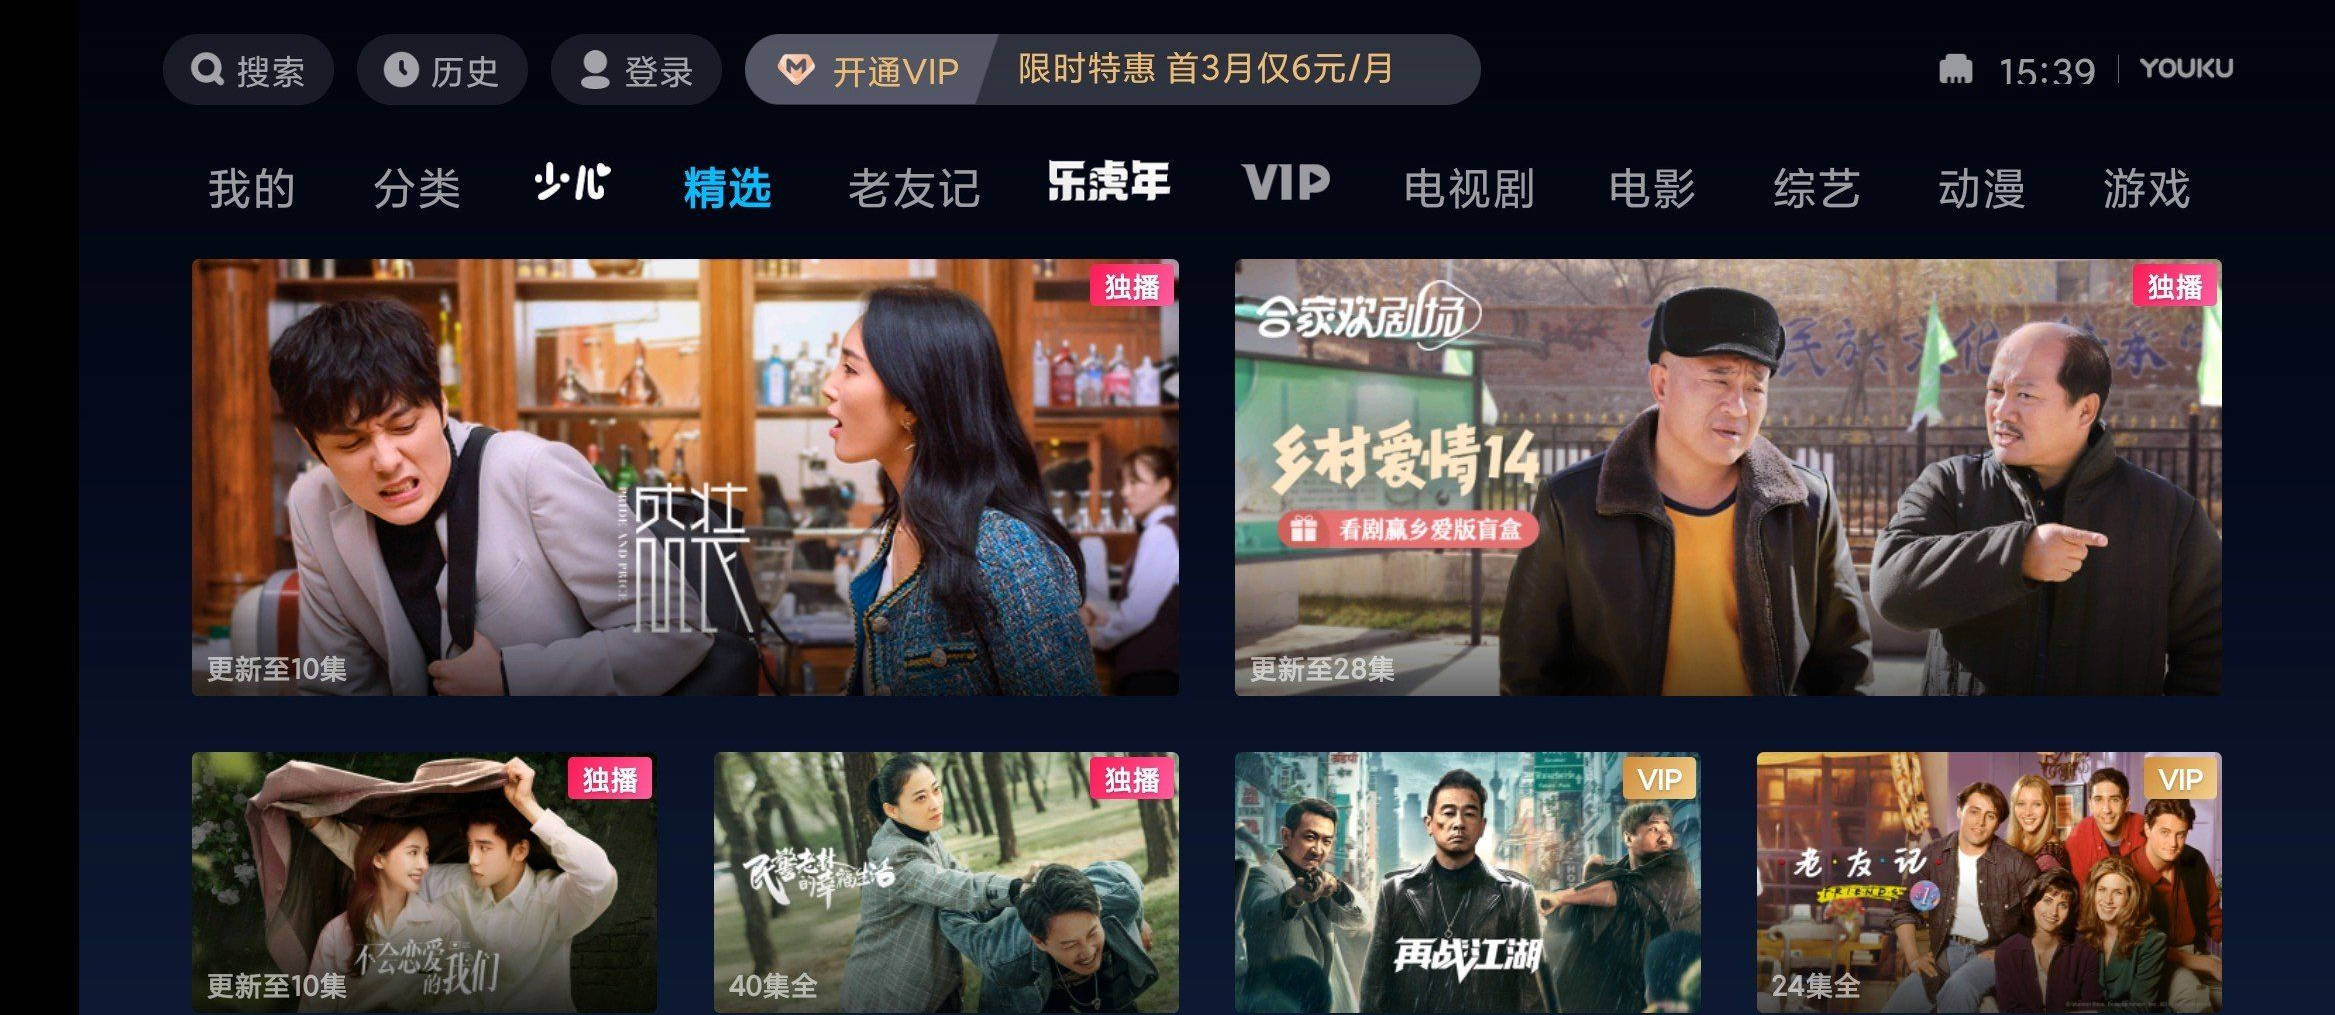 搜索
历史
登录
开通VIP
限时特惠 首3月仅6元/月
15:39
YOUKU
我的
分类
少儿
精选
老友记
乐虎年
VIP
电视剧
电影
综艺
动漫
游戏
独播
盛装
PRIDE AND PRICE
更新至10集
独播
合家欢剧场
民族文化
传承
乡村爱情14
看剧赢乡爱版盲盒
更新至28集
独播
不会恋爱
的我们
更新至10集
独播
民警老林
的幸福生活
40集全
VIP
再战江湖
VIP
老友记
FRIENDS
1
24集全